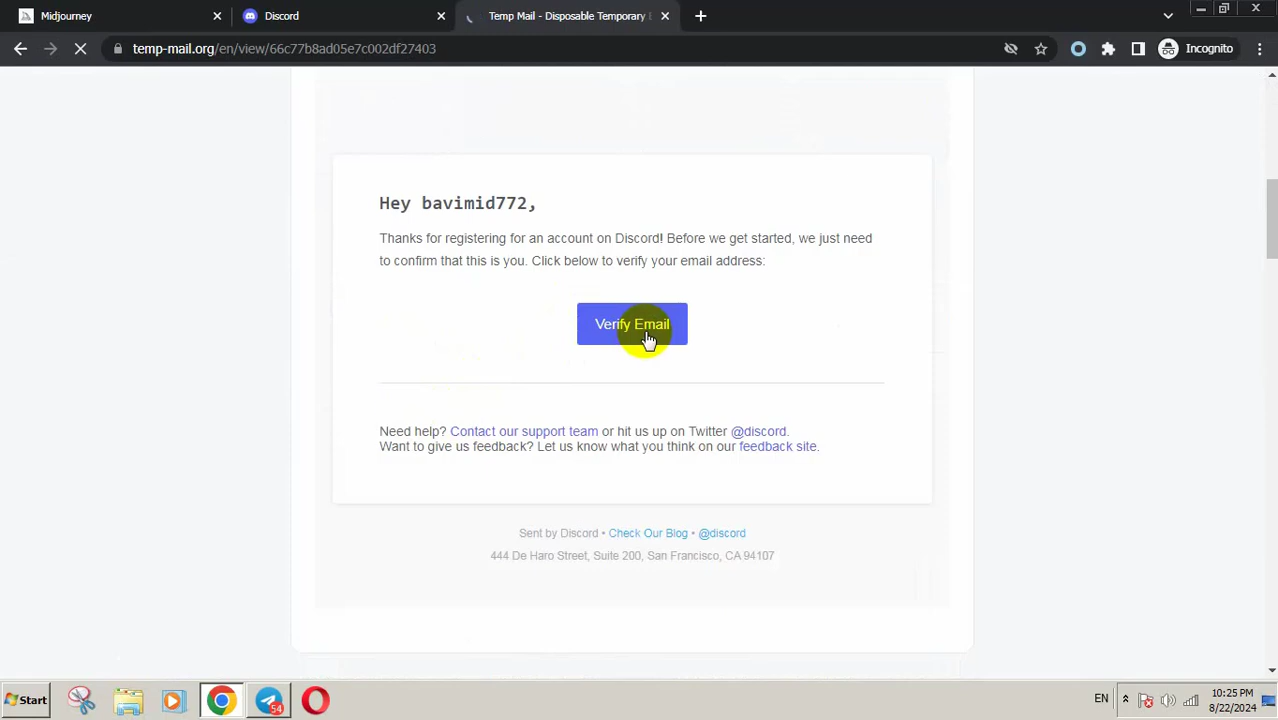 Midjourney
Discord
Temp Mail - Disposable Temporary E
temp-mail.org/en/view/66c77b8ad05e7c002df27403
Incognito
Hey bavimid772,
Thanks for registering for an account on Discord! Before we get started, we just need
to confirm that this is you. Click below to verify your email address:
Verify Email
Need help? Contact our support team or hit us up on Twitter @discord.
Want to give us feedback? Let us know what you think on our feedback site.
Sent by Discord • Check Our Blog • @discord
444 De Haro Street, Suite 200, San Francisco, CA 94107
Start
54
EN
10:25 PM
8/22/2024